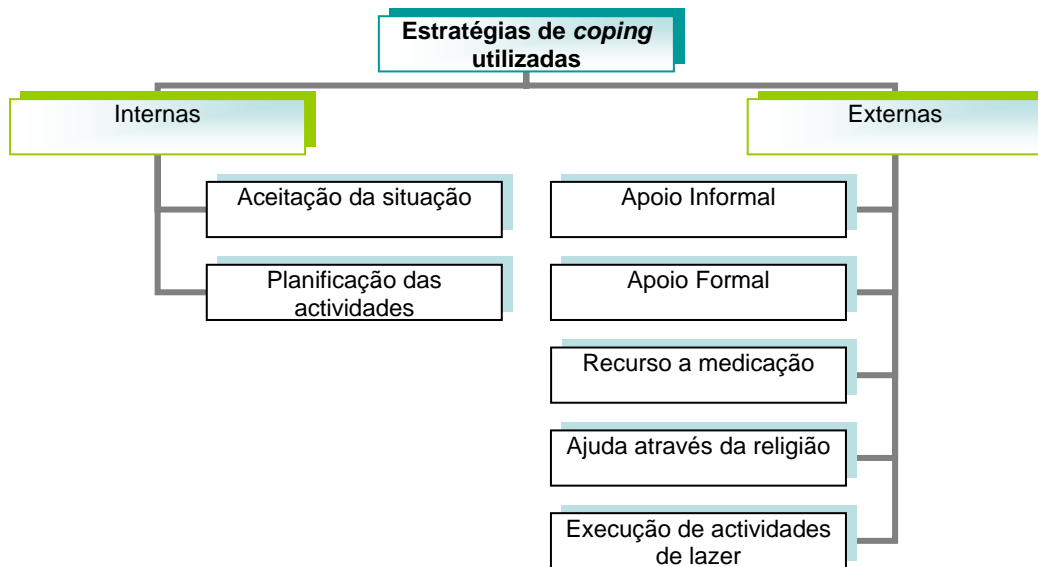 Estratégias de coping
utilizadas
Internas
Externas
Aceitação da situação
Planificação das
actividades
Apoio Informal
Apoio Formal
Recurso a medicação
Ajuda através da religião
Execução de actividades
de lazer